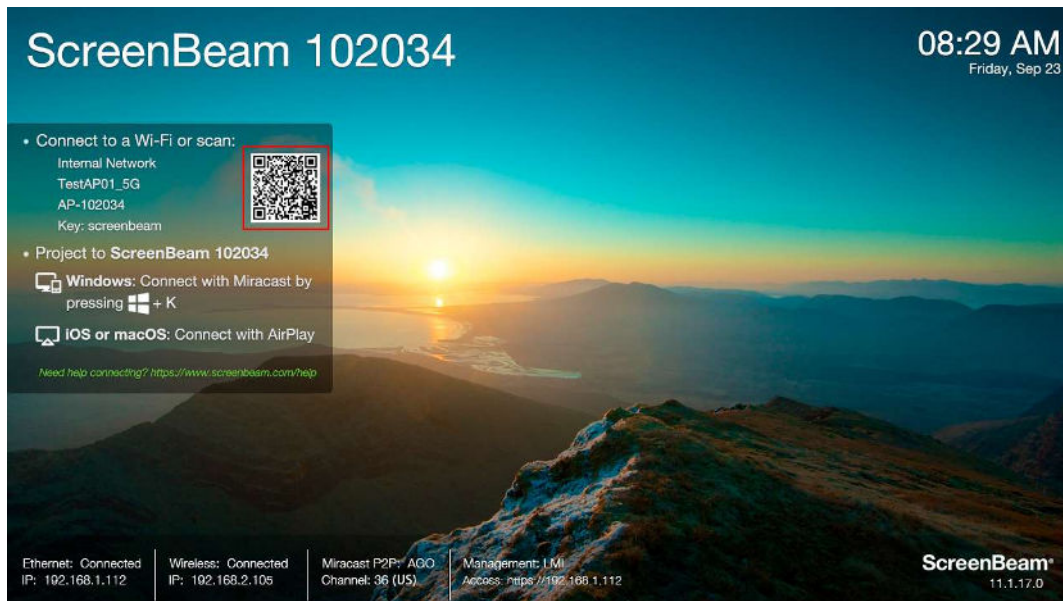 ScreenBeam 102034
08:29 AM
Friday, Sep 23
• Connect to a Wi-Fi or scan:
Internal Network
TestAP01_5G
AP-102034
Key: screenbeam
• Project to ScreenBeam 102034
Windows: Connect with Miracast by
pressing + K
iOS or macOS: Connect with AirPlay
Need help connecting? https://www.screenbeam.com/help
Ethernet: Connected
IP: 192.168.1.112
Wireless: Connected
IP: 192.168.2.105
Miracast P2P: AGO
Channel: 36 (US)
Management: LMI
Access: https://192.168.1.112
ScreenBeam
11.1.17.0